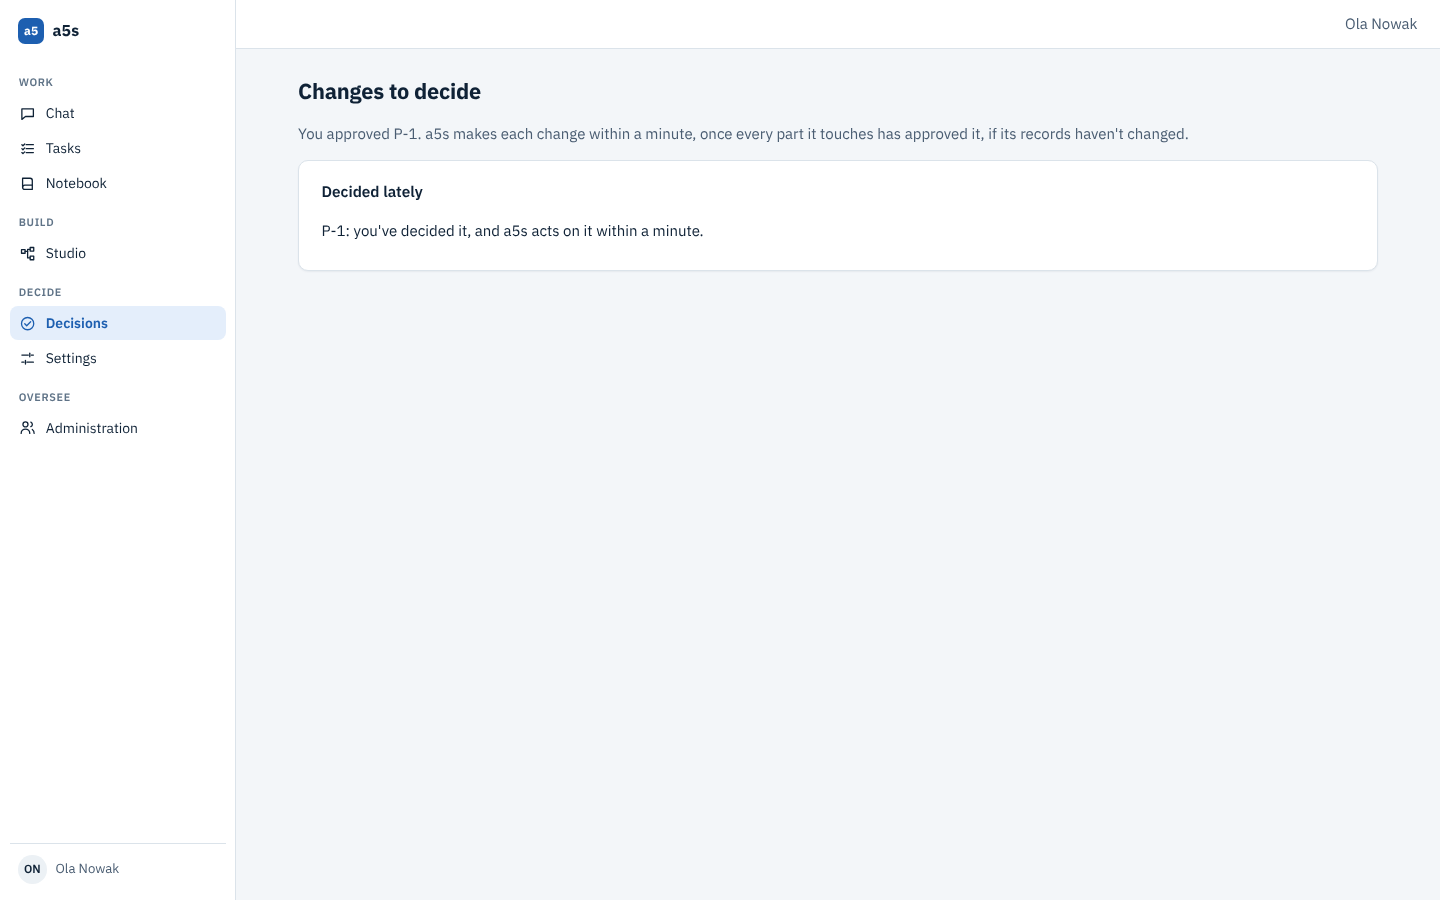 a5 a5s
Ola Nowak
WORK
Chat
Tasks
Notebook
BUILD
Studio
DECIDE
Decisions
Settings
OVERSEE
Administration
Changes to decide
You approved P-1. a5s makes each change within a minute, once every part it touches has approved it, if its records haven't changed.
Decided lately
P-1: you've decided it, and a5s acts on it within a minute.
ON Ola Nowak